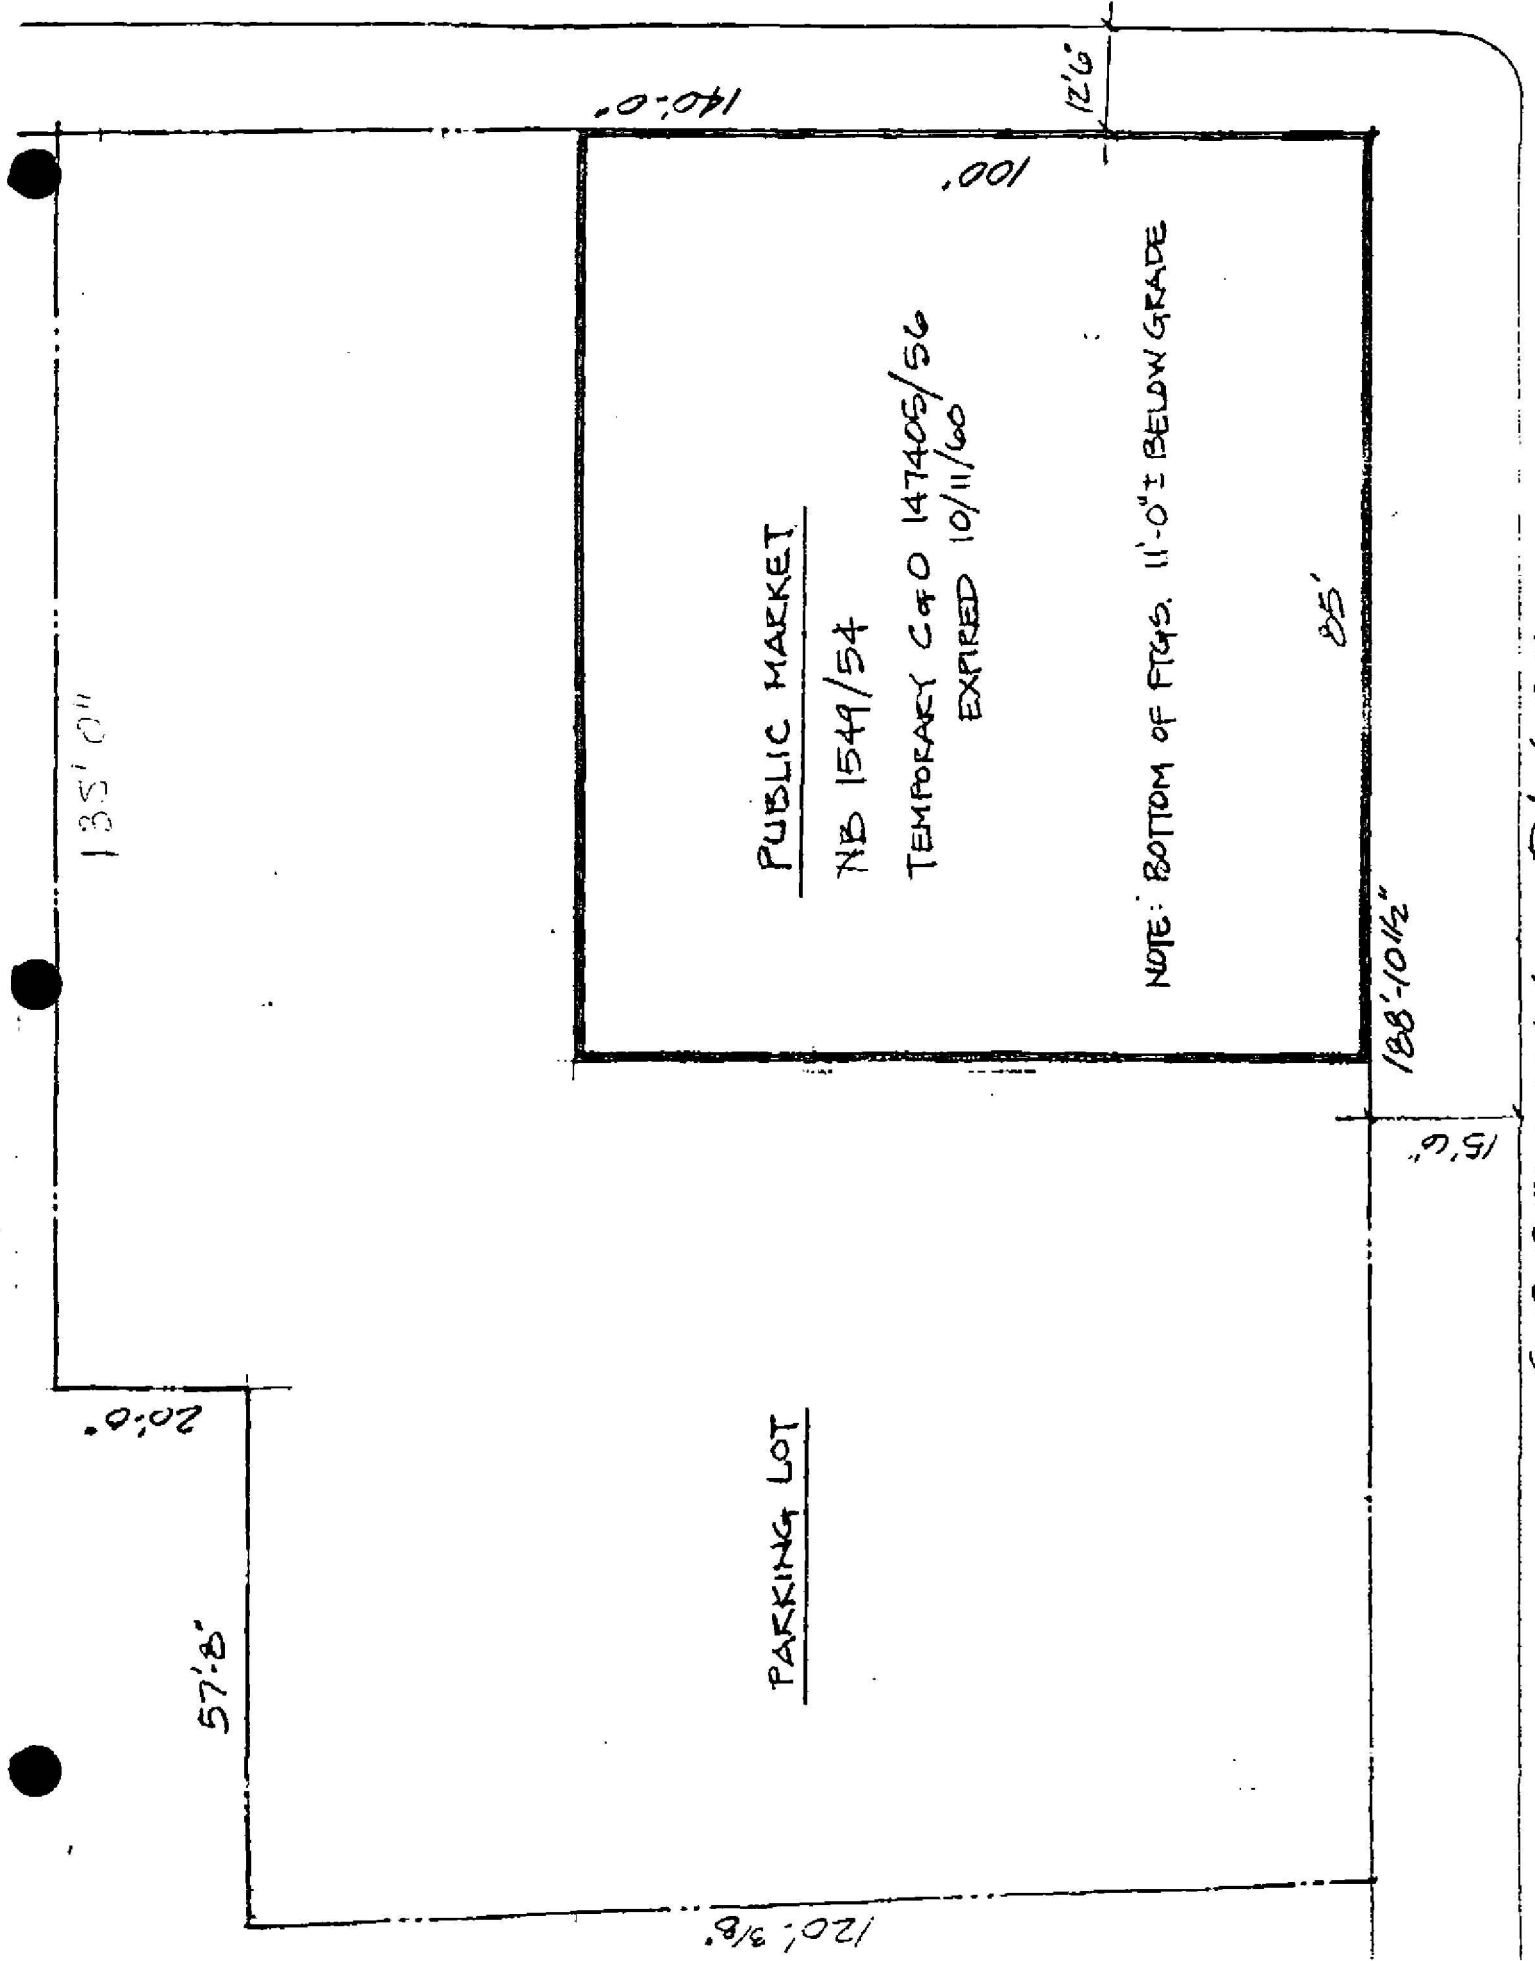 135' 0"
140'-0"
12'6"
100'
20'-0"
57'-8"
PUBLIC MARKET
NB 1549/54
TEMPORARY C of O 147405/56
EXPIRED 10/11/60
NOTE: BOTTOM OF FTGS. 11'-0"± BELOW GRADE
85'
PARKING LOT
188'-10 1/2"
15'6"
120'-3/8"